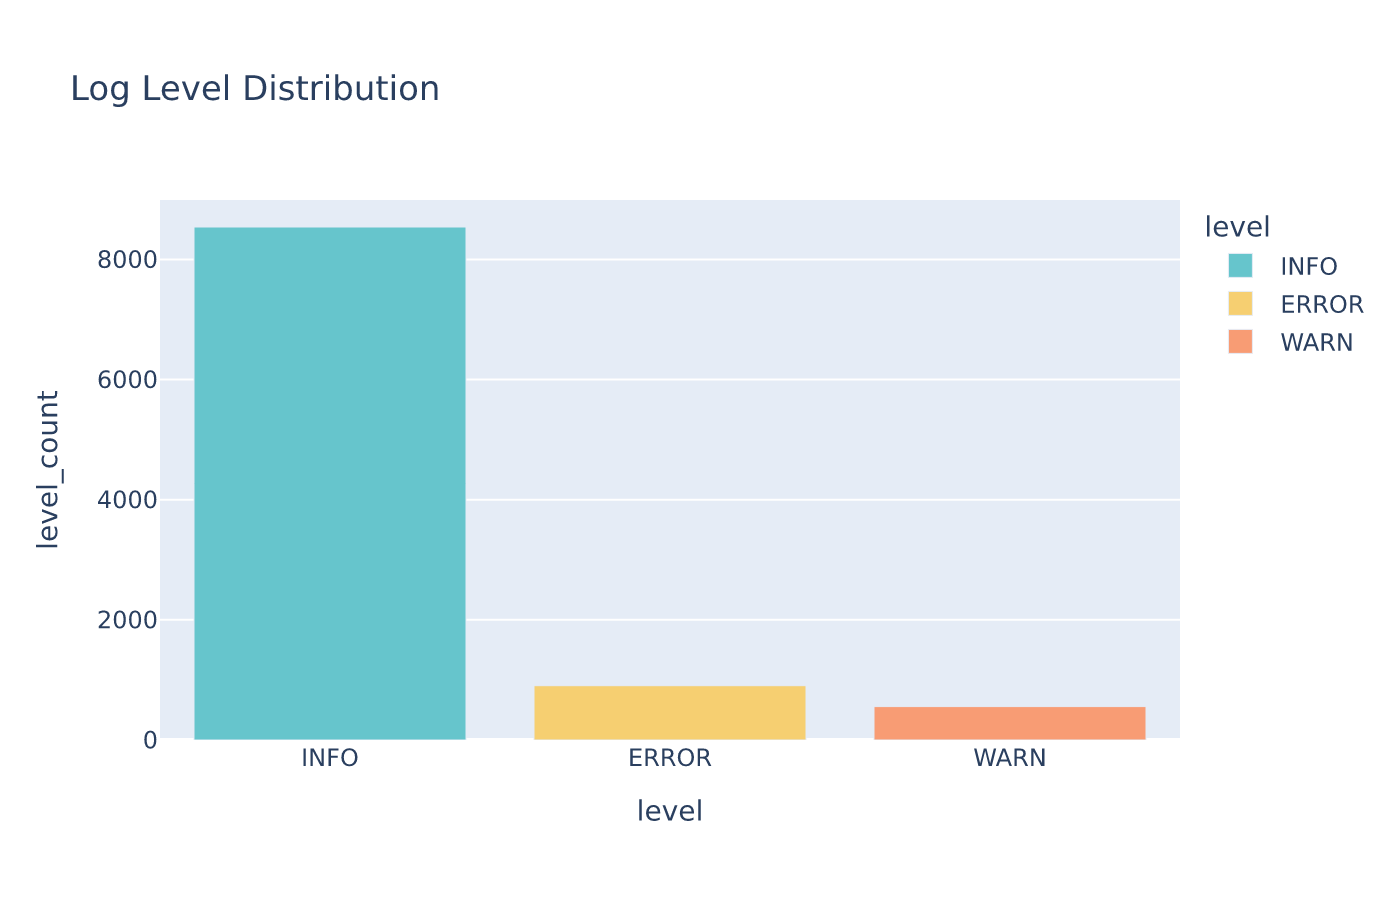 Log Level Distribution
level
INFO
ERROR
WARN
level_count
8000
6000
4000
2000
0
INFO
ERROR
WARN
level